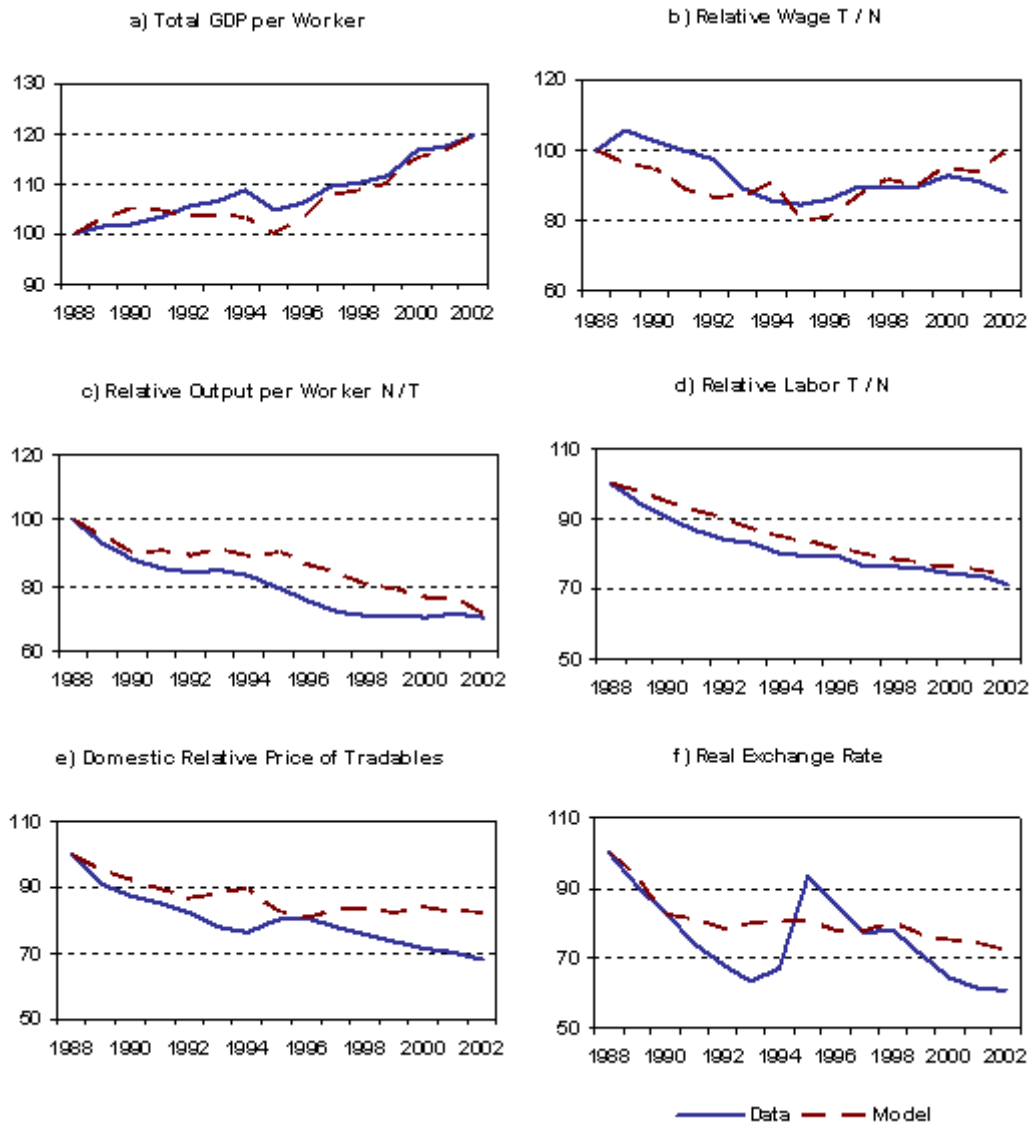 a) Total GDP per Worker
130
120
110
100
90
1988 1990 1992 1994 1996 1998 2000 2002
b) Relative Wage T / N
120
100
80
60
1988 1990 1992 1994 1996 1998 2000 2002
c) Relative Output per Worker N / T
120
100
80
60
1988 1990 1992 1994 1996 1998 2000 2002
d) Relative Labor T / N
110
90
70
50
1988 1990 1992 1994 1996 1998 2000 2002
e) Domestic Relative Price of Tradables
110
90
70
50
1988 1990 1992 1994 1996 1998 2000 2002
f) Real Exchange Rate
110
90
70
50
1988 1990 1992 1994 1996 1998 2000 2002
Data Model